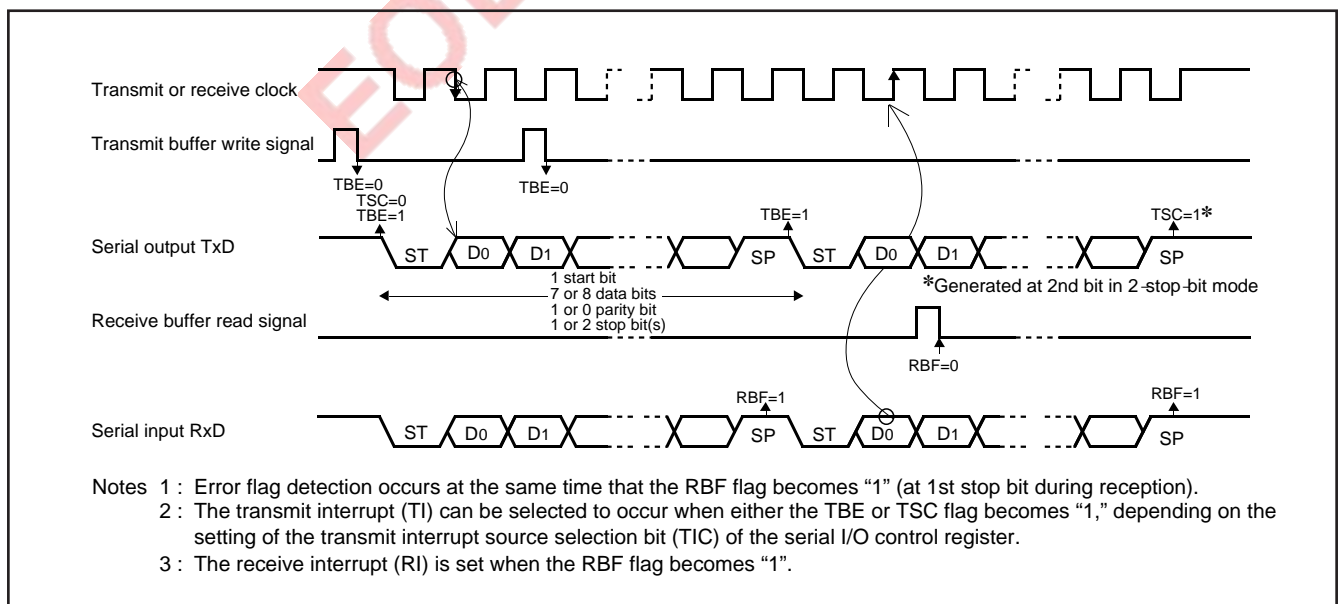 EOL
Transmit or receive clock
Transmit buffer write signal
TBE=0
TSC=0
TBE=1
TBE=0
TBE=1
TSC=1*
Serial output TxD
ST D0 D1 SP ST D0 D1 SP
1 start bit
7 or 8 data bits
1 or 0 parity bit
1 or 2 stop bit(s)
*Generated at 2nd bit in 2-stop-bit mode
Receive buffer read signal
RBF=0
RBF=1
RBF=1
Serial input RxD
ST D0 D1 SP ST D0 D1 SP
Notes 1 : Error flag detection occurs at the same time that the RBF flag becomes “1” (at 1st stop bit during reception).
2 : The transmit interrupt (TI) can be selected to occur when either the TBE or TSC flag becomes “1,” depending on the
setting of the transmit interrupt source selection bit (TIC) of the serial I/O control register.
3 : The receive interrupt (RI) is set when the RBF flag becomes “1”.